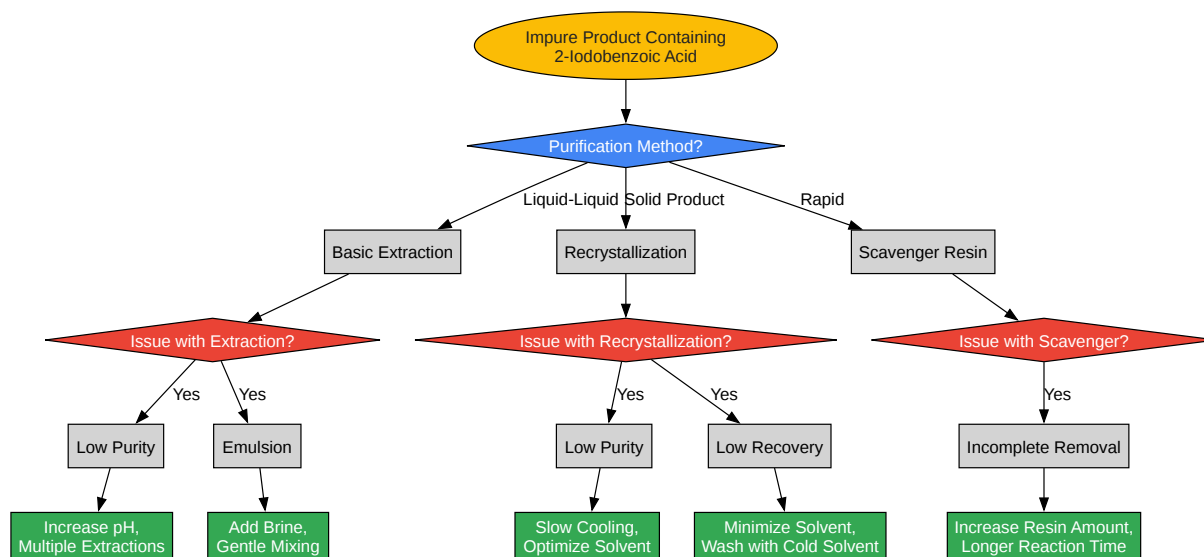 Impure Product Containing
2-Iodobenzoic Acid
Purification Method?
Liquid-Liquid
Solid Product
Rapid
Basic Extraction
Recrystallization
Scavenger Resin
Issue with Extraction?
Issue with Recrystallization?
Issue with Scavenger?
Yes
Yes
Yes
Yes
Yes
Low Purity
Emulsion
Low Purity
Low Recovery
Incomplete Removal
Increase pH,
Multiple Extractions
Add Brine,
Gentle Mixing
Slow Cooling,
Optimize Solvent
Minimize Solvent,
Wash with Cold Solvent
Increase Resin Amount,
Longer Reaction Time